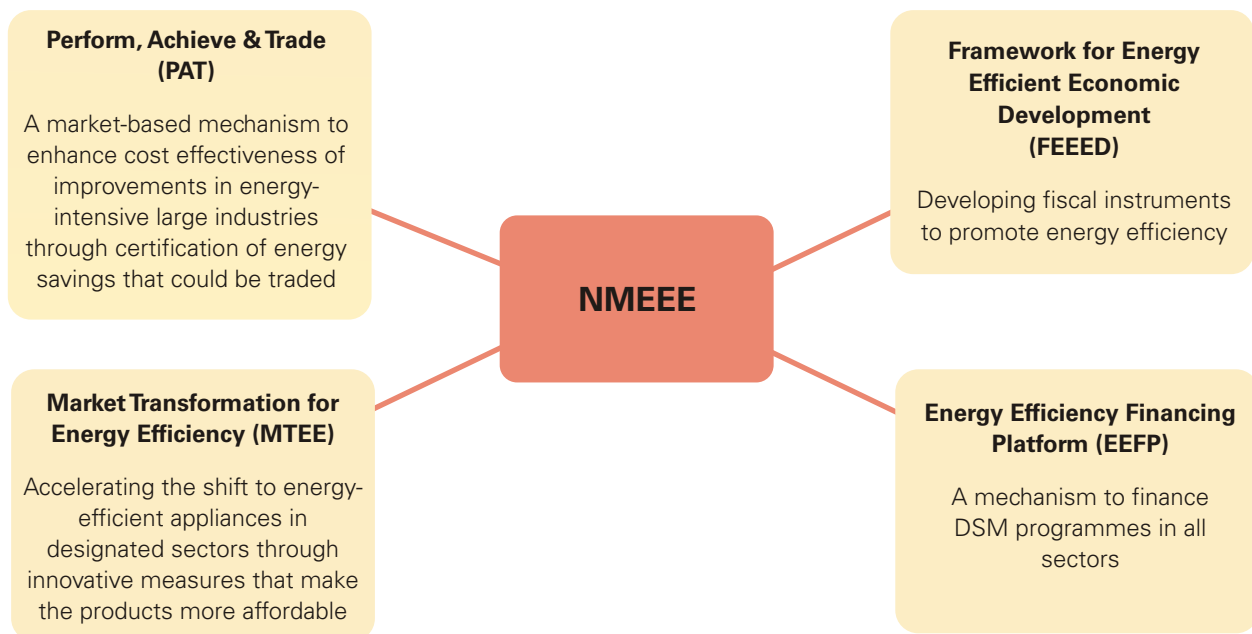 Perform, Achieve & Trade
(PAT)
A market-based mechanism to
enhance cost effectiveness of
improvements in energy-
intensive large industries
through certification of energy
savings that could be traded
Framework for Energy
Efficient Economic
Development
(FEEED)
Developing fiscal instruments
to promote energy efficiency
NMEEE
Market Transformation for
Energy Efficiency (MTEE)
Accelerating the shift to energy-
efficient appliances in
designated sectors through
innovative measures that make
the products more affordable
Energy Efficiency Financing
Platform (EEFP)
A mechanism to finance
DSM programmes in all
sectors